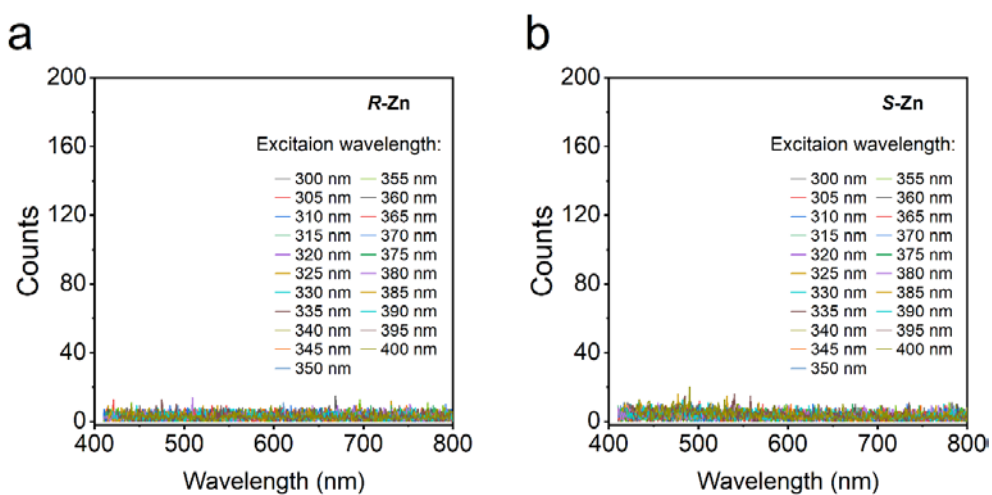 a
200
160
120
80
40
0
Counts
R-Zn
Excitaion wavelength:
300 nm 355 nm
305 nm 360 nm
310 nm 365 nm
315 nm 370 nm
320 nm 375 nm
325 nm 380 nm
330 nm 385 nm
335 nm 390 nm
340 nm 395 nm
345 nm 400 nm
350 nm
400 500 600 700 800
Wavelength (nm)
b
200
160
120
80
40
0
Counts
S-Zn
Excitaion wavelength:
300 nm 355 nm
305 nm 360 nm
310 nm 365 nm
315 nm 370 nm
320 nm 375 nm
325 nm 380 nm
330 nm 385 nm
335 nm 390 nm
340 nm 395 nm
345 nm 400 nm
350 nm
400 500 600 700 800
Wavelength (nm)